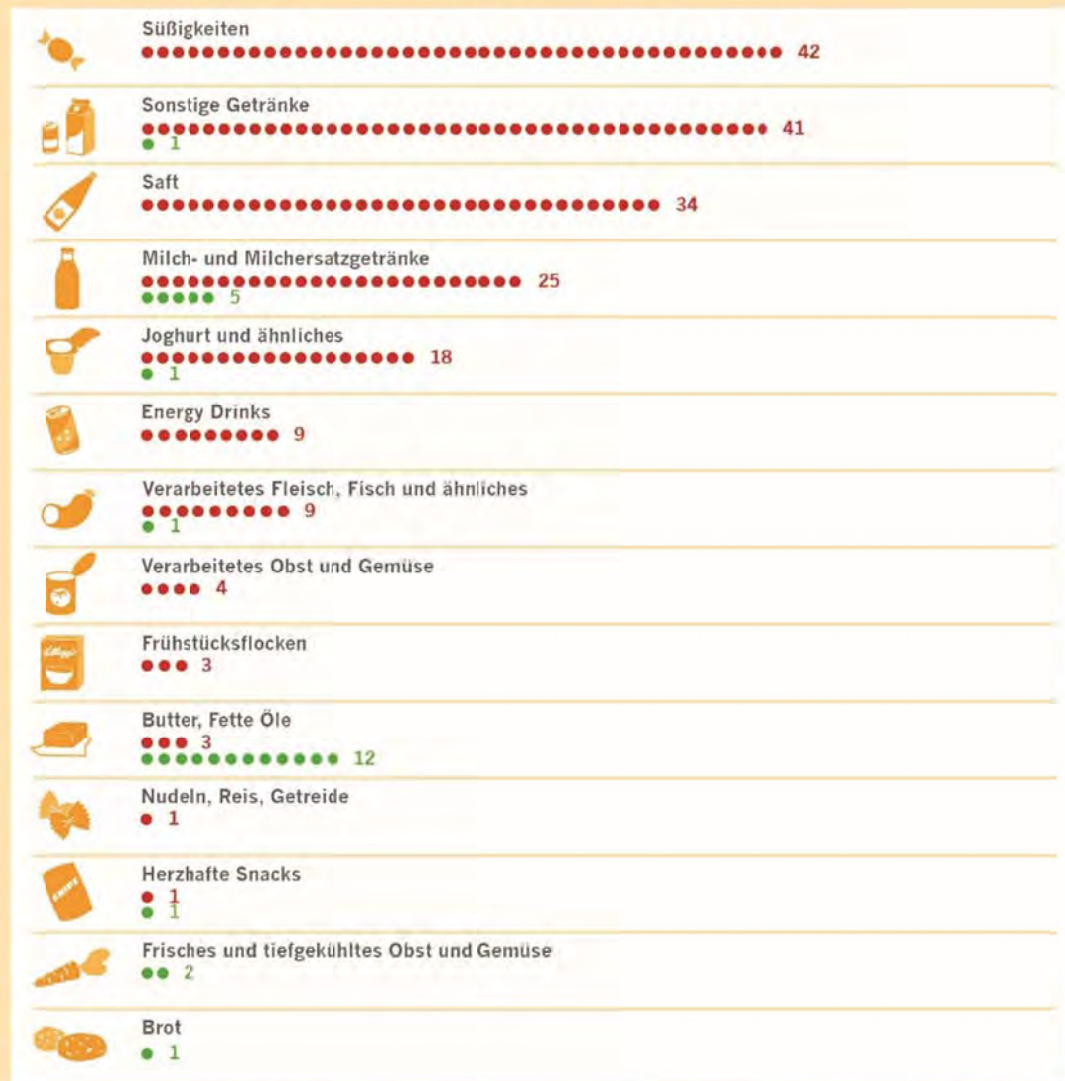 Süßigkeiten
42
Sonstige Getränke
41
1
Saft
34
Milch- und Milchersatzgetränke
25
5
Joghurt und ähnliches
18
1
Energy Drinks
9
Verarbeitetes Fleisch, Fisch und ähnliches
9
1
Verarbeitetes Obst und Gemüse
4
Frühstücksflocken
3
Butter, Fette Öle
3
12
Nudeln, Reis, Getreide
1
CHIPS
Herzhafte Snacks
1
1
Frisches und tiefgekühltes Obst und Gemüse
2
Brot
1